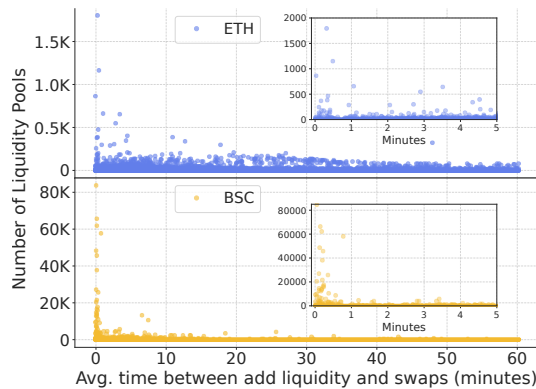 Number of Liquidity Pools
1.5K
1.0K
0.5K
0
ETH
2000
1500
1000
500
0
0 1 2 3 4 5
Minutes
80K
60K
40K
20K
0
BSC
80000
60000
40000
20000
0
0 1 2 3 4 5
Minutes
0 10 20 30 40 50 60
Avg. time between add liquidity and swaps (minutes)